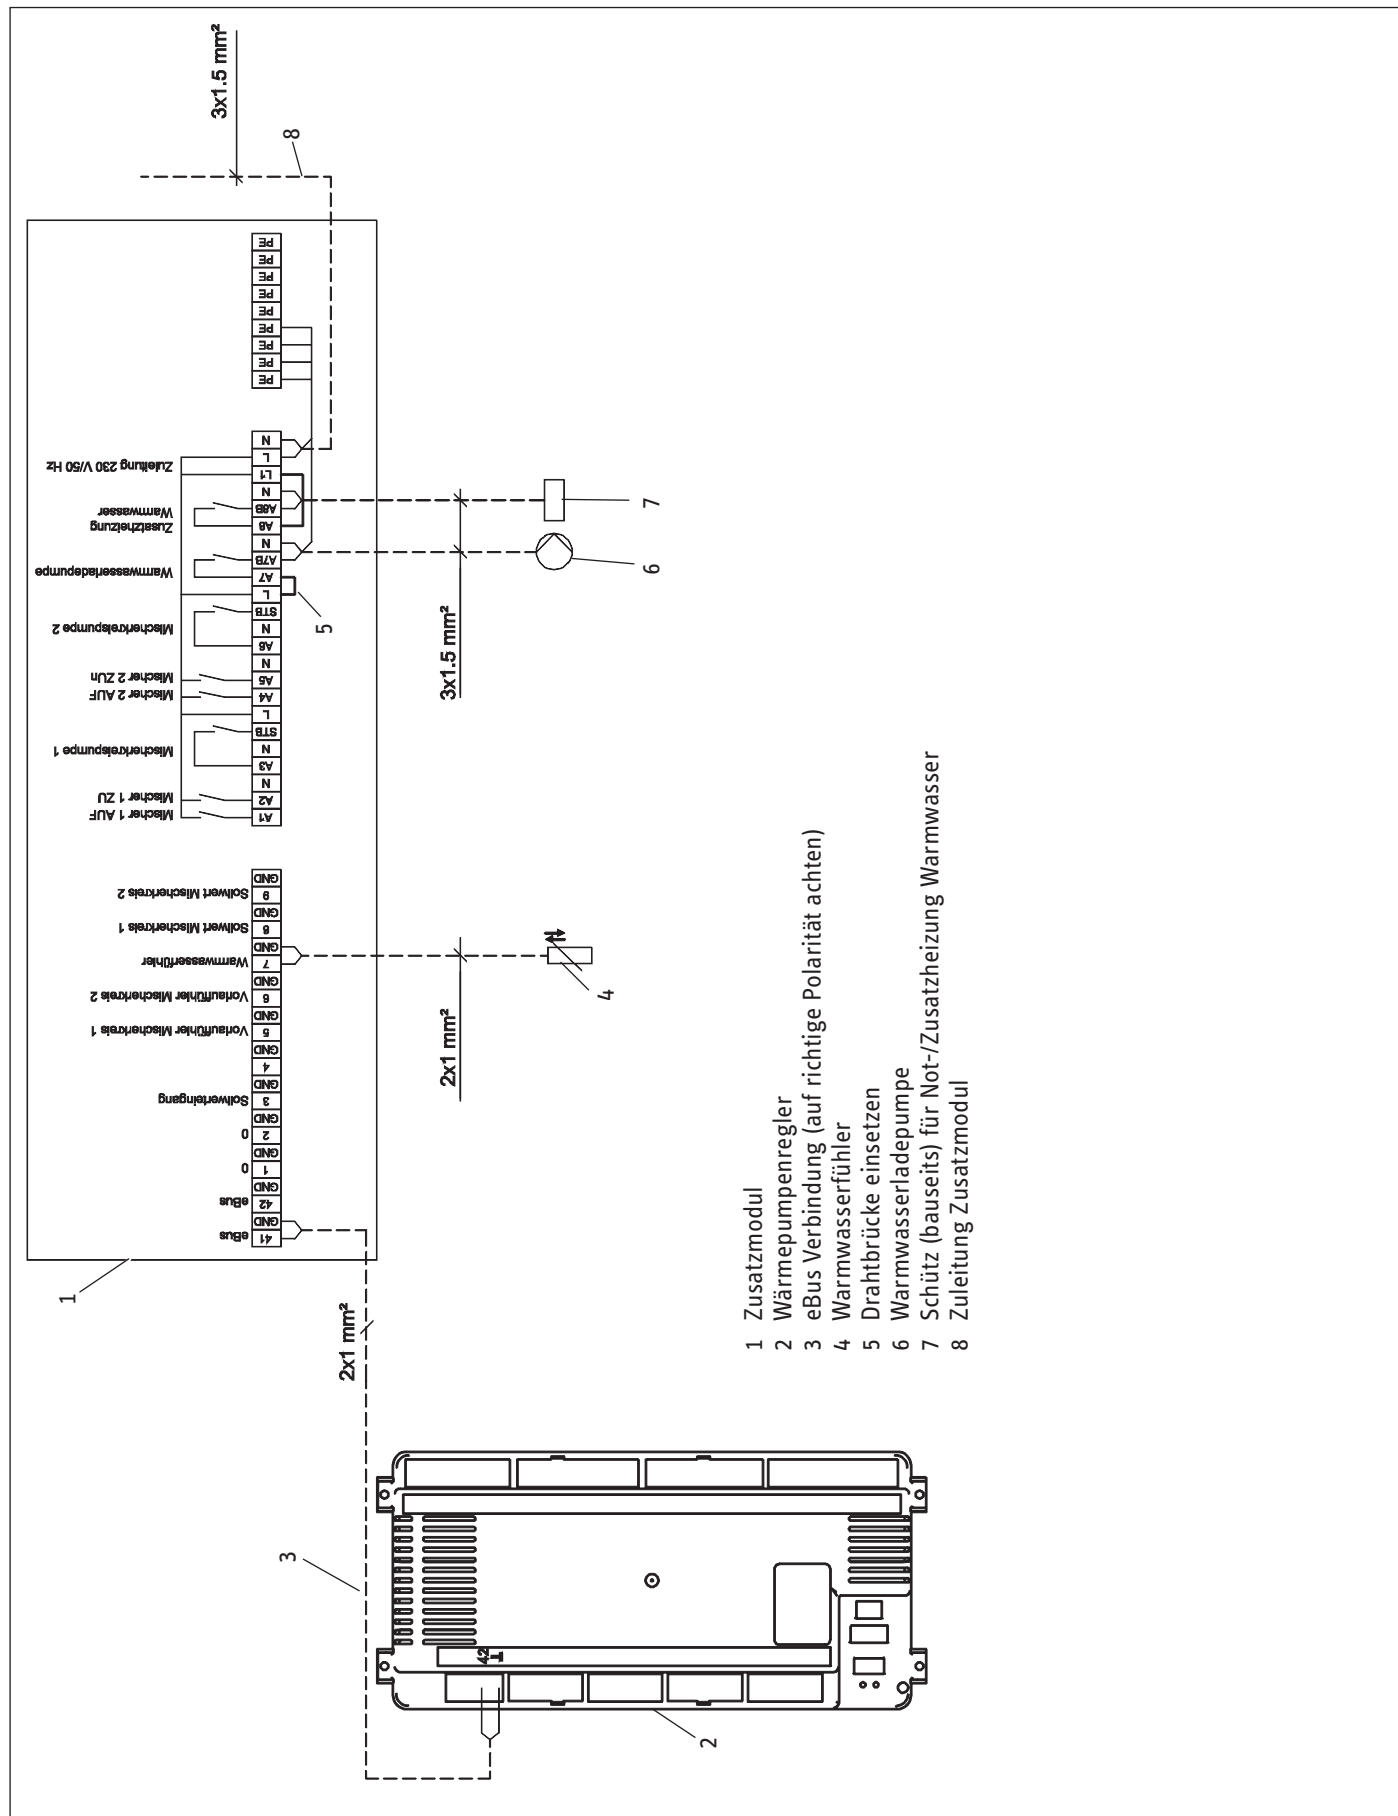 3x1.5 mm²
8
PE
PE
PE
PE
PE
PE
PE
PE
PE
Zuleitung 230 V/50 Hz
Zusatzheizung
Warmwasser
Warmwasserladepumpe
Mischerkreispumpe 2
Mischer 2 ZUn
Mischer 2 AUF
Mischerkreispumpe 1
Mischer 1 ZU
Mischer 1 AUF
N
L
L1
N
A8B
A8
N
A7B
A7
L
STB
N
A6
N
A5
A4
L
STB
N
A3
N
A2
A1
5
7
6
3x1.5 mm²
Sollwert Mischerkreis 2
Sollwert Mischerkreis 1
Warmwasserfühler
Vorlauffühler Mischerkreis 2
Vorlauffühler Mischerkreis 1
Sollwerteingang
0
0
eBus
eBus
GND
9
GND
8
GND
7
GND
6
GND
5
GND
4
GND
3
GND
2
GND
1
GND
42
GND
41
4
2x1 mm²
1
2x1 mm²
3
42
2
1 Zusatzmodul
2 Wärmepumpenregler
3 eBus Verbindung (auf richtige Polarität achten)
4 Warmwasserfühler
5 Drahtbrücke einsetzen
6 Warmwasserladepumpe
7 Schütz (bauseits) für Not-/Zusatzheizung Warmwasser
8 Zuleitung Zusatzmodul